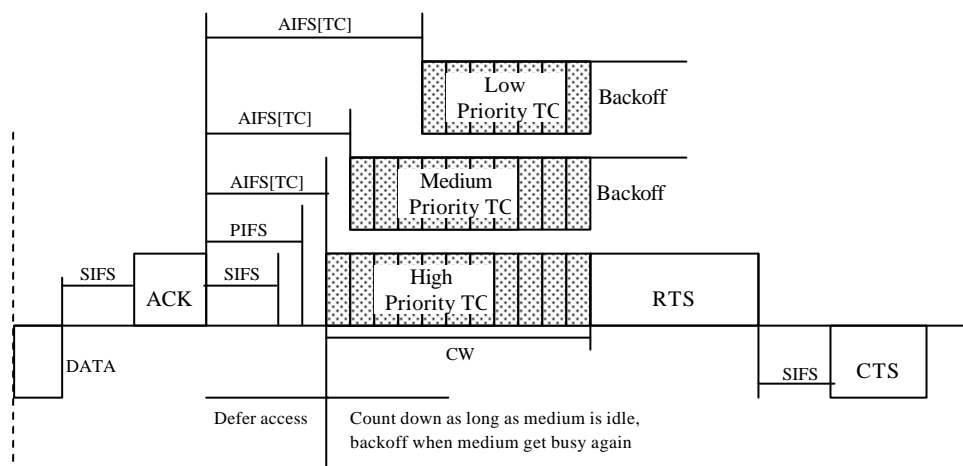 AIFS[TC]
Low
Priority TC
Backoff
AIFS[TC]
Medium
Priority TC
Backoff
AIFS[TC]
PIFS
SIFS
ACK
SIFS
High
Priority TC
RTS
DATA
CW
SIFS
CTS
Defer access
Count down as long as medium is idle,
backoff when medium get busy again